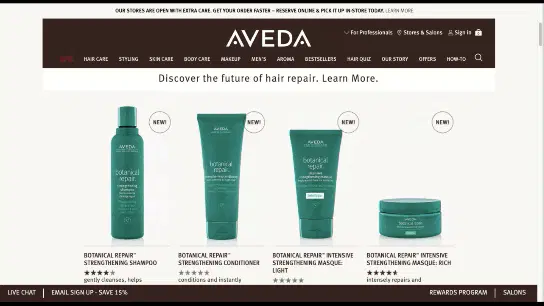 OUR STORES ARE OPEN WITH EXTRA CARE. GET YOUR ORDER FASTER – RESERVE ONLINE & PICK IT UP IN-STORE TODAY. LEARN MORE
AVEDA
For Professionals Stores & Salons Sign In
HAIR CARE STYLING SKIN CARE BODY CARE MAKEUP MEN'S AROMA BESTSELLERS HAIR QUIZ OUR STORY OFFERS HOW-TO
Discover the future of hair repair. Learn More.
NEW! NEW! NEW! NEW!
AVEDA AVEDA AVEDA
botanical botanical botanical
repair. repair. repair.
BOTANICAL REPAIR™ BOTANICAL REPAIR™ BOTANICAL REPAIR™ INTENSIVE BOTANICAL REPAIR™ INTENSIVE
STRENGTHENING SHAMPOO STRENGTHENING CONDITIONER STRENGTHENING MASQUE: STRENGTHENING MASQUE: RICH
LIGHT
gently cleanses, helps conditions and instantly intensely repairs and
LIVE CHAT EMAIL SIGN UP - SAVE 15% REWARDS PROGRAM SALONS